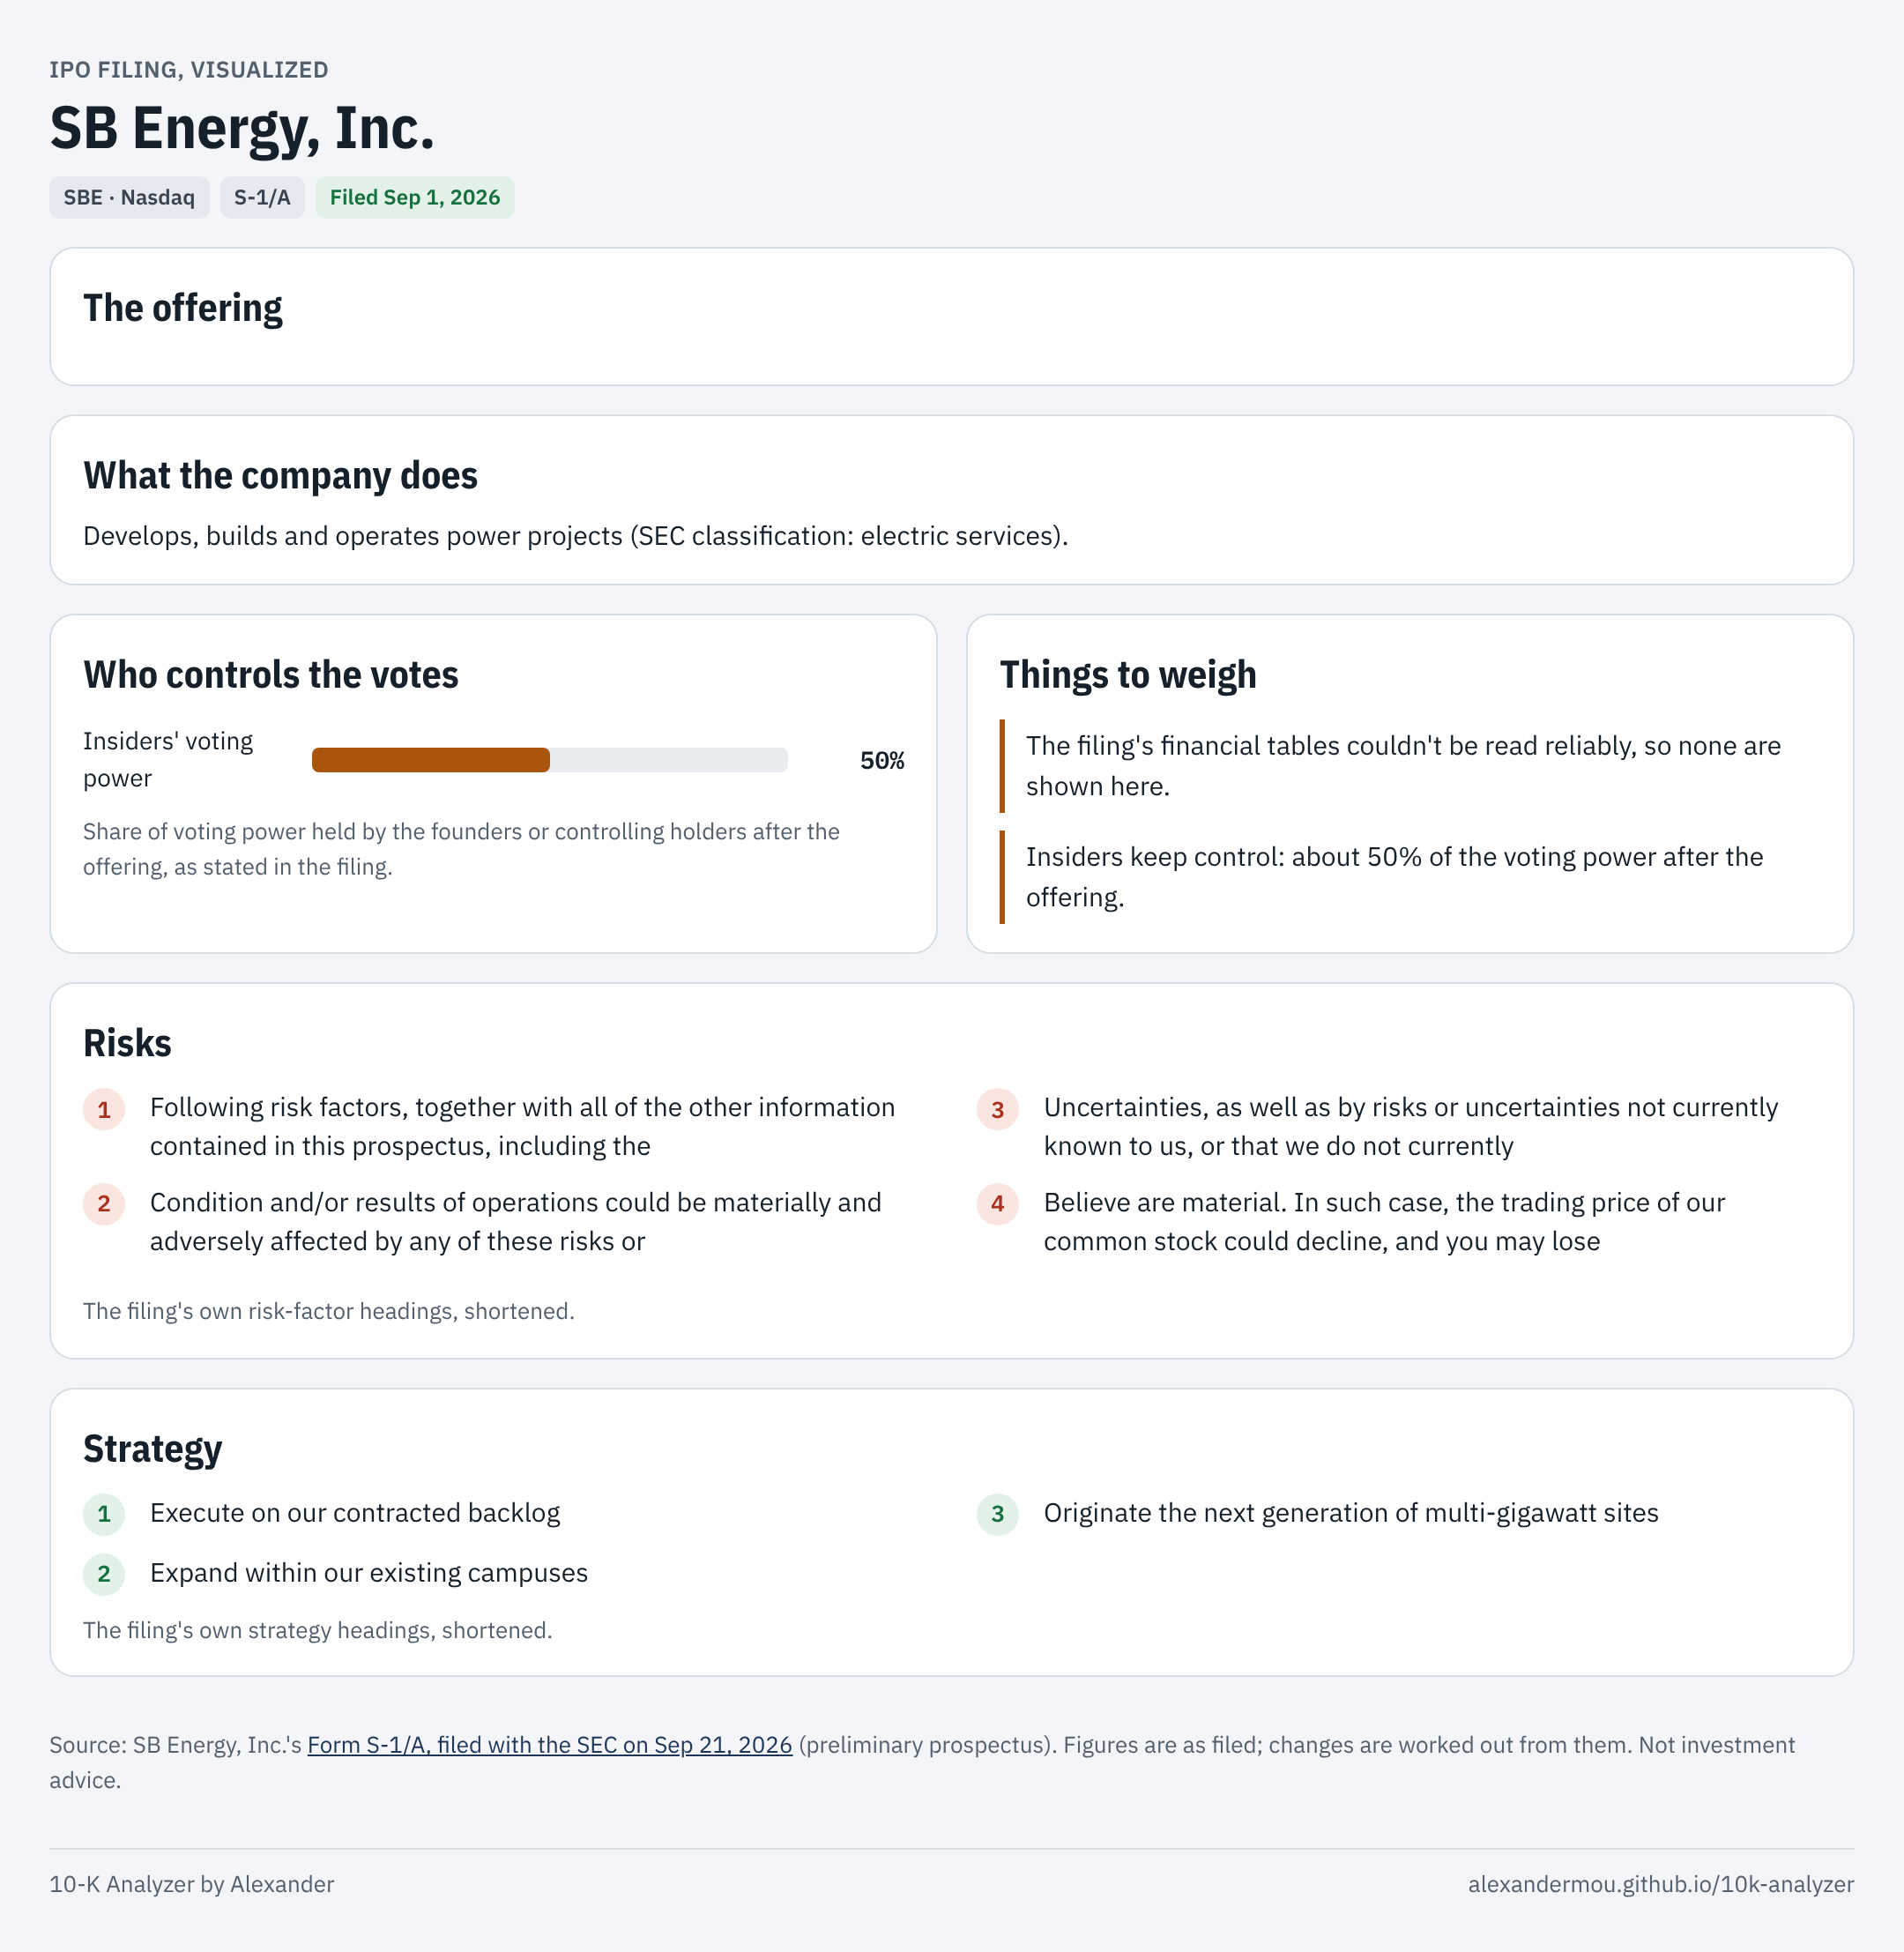 IPO FILING, VISUALIZED
SB Energy, Inc.
SBE · Nasdaq S-1/A Filed Sep 1, 2026
The offering
What the company does
Develops, builds and operates power projects (SEC classification: electric services).
Who controls the votes
Insiders' voting
power
50%
Share of voting power held by the founders or controlling holders after the
offering, as stated in the filing.
Things to weigh
The filing's financial tables couldn't be read reliably, so none are
shown here.
Insiders keep control: about 50% of the voting power after the
offering.
Risks
1 Following risk factors, together with all of the other information
contained in this prospectus, including the
2 Condition and/or results of operations could be materially and
adversely affected by any of these risks or
3 Uncertainties, as well as by risks or uncertainties not currently
known to us, or that we do not currently
4 Believe are material. In such case, the trading price of our
common stock could decline, and you may lose
The filing's own risk-factor headings, shortened.
Strategy
1 Execute on our contracted backlog
2 Expand within our existing campuses
3 Originate the next generation of multi-gigawatt sites
The filing's own strategy headings, shortened.
Source: SB Energy, Inc.'s Form S-1/A, filed with the SEC on Sep 21, 2026 (preliminary prospectus). Figures are as filed; changes are worked out from them. Not investment
advice.
10-K Analyzer by Alexander
alexandermou.github.io/10k-analyzer